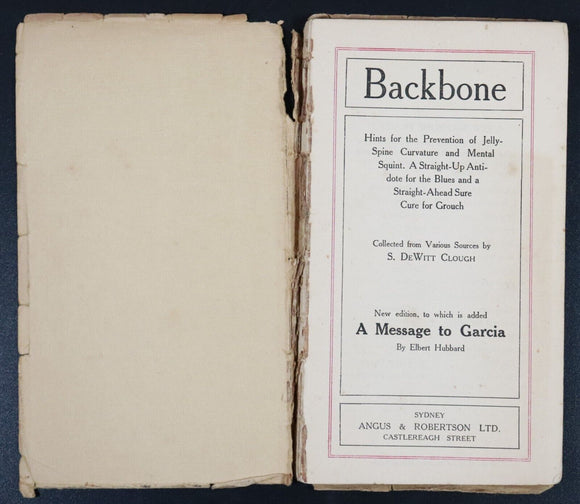 Backbone
Hints for the Prevention of Jelly-
Spine Curvature and Mental
Squint. A Straight-Up Anti-
dote for the Blues and a
Straight-Ahead Sure
Cure for Grouch
Collected from Various Sources by
S. DeWitt Clough
New edition, to which is added
A Message to Garcia
By Elbert Hubbard
SYDNEY
ANGUS & ROBERTSON LTD.
CASTLEREAGH STREET